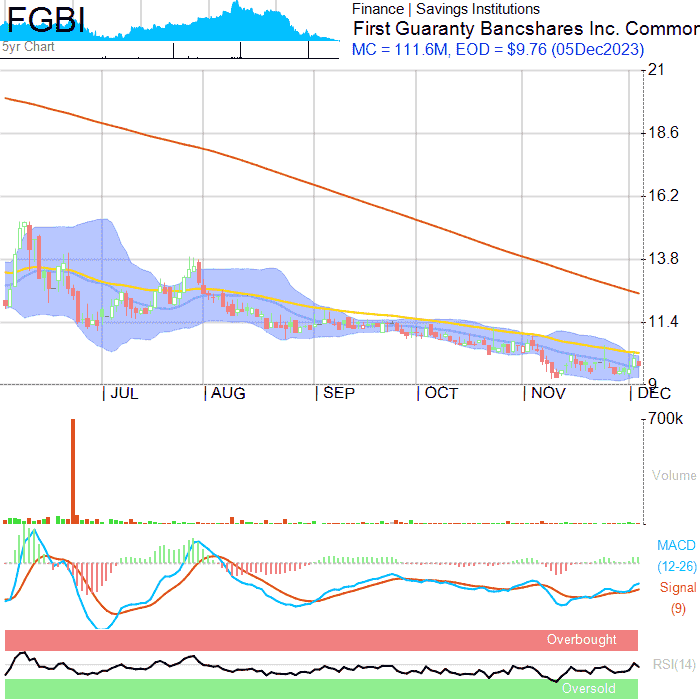 FGBI
5yr Chart
Finance | Savings Institutions
First Guaranty Bancshares Inc. Common
MC = 111.6M, EOD = $9.76 (05Dec2023)
21
18.6
16.2
13.8
11.4
9
JUL AUG SEP OCT NOV DEC
700k
Volume
MACD
(12-26)
Signal
(9)
Overbought
RSI(14)
Oversold